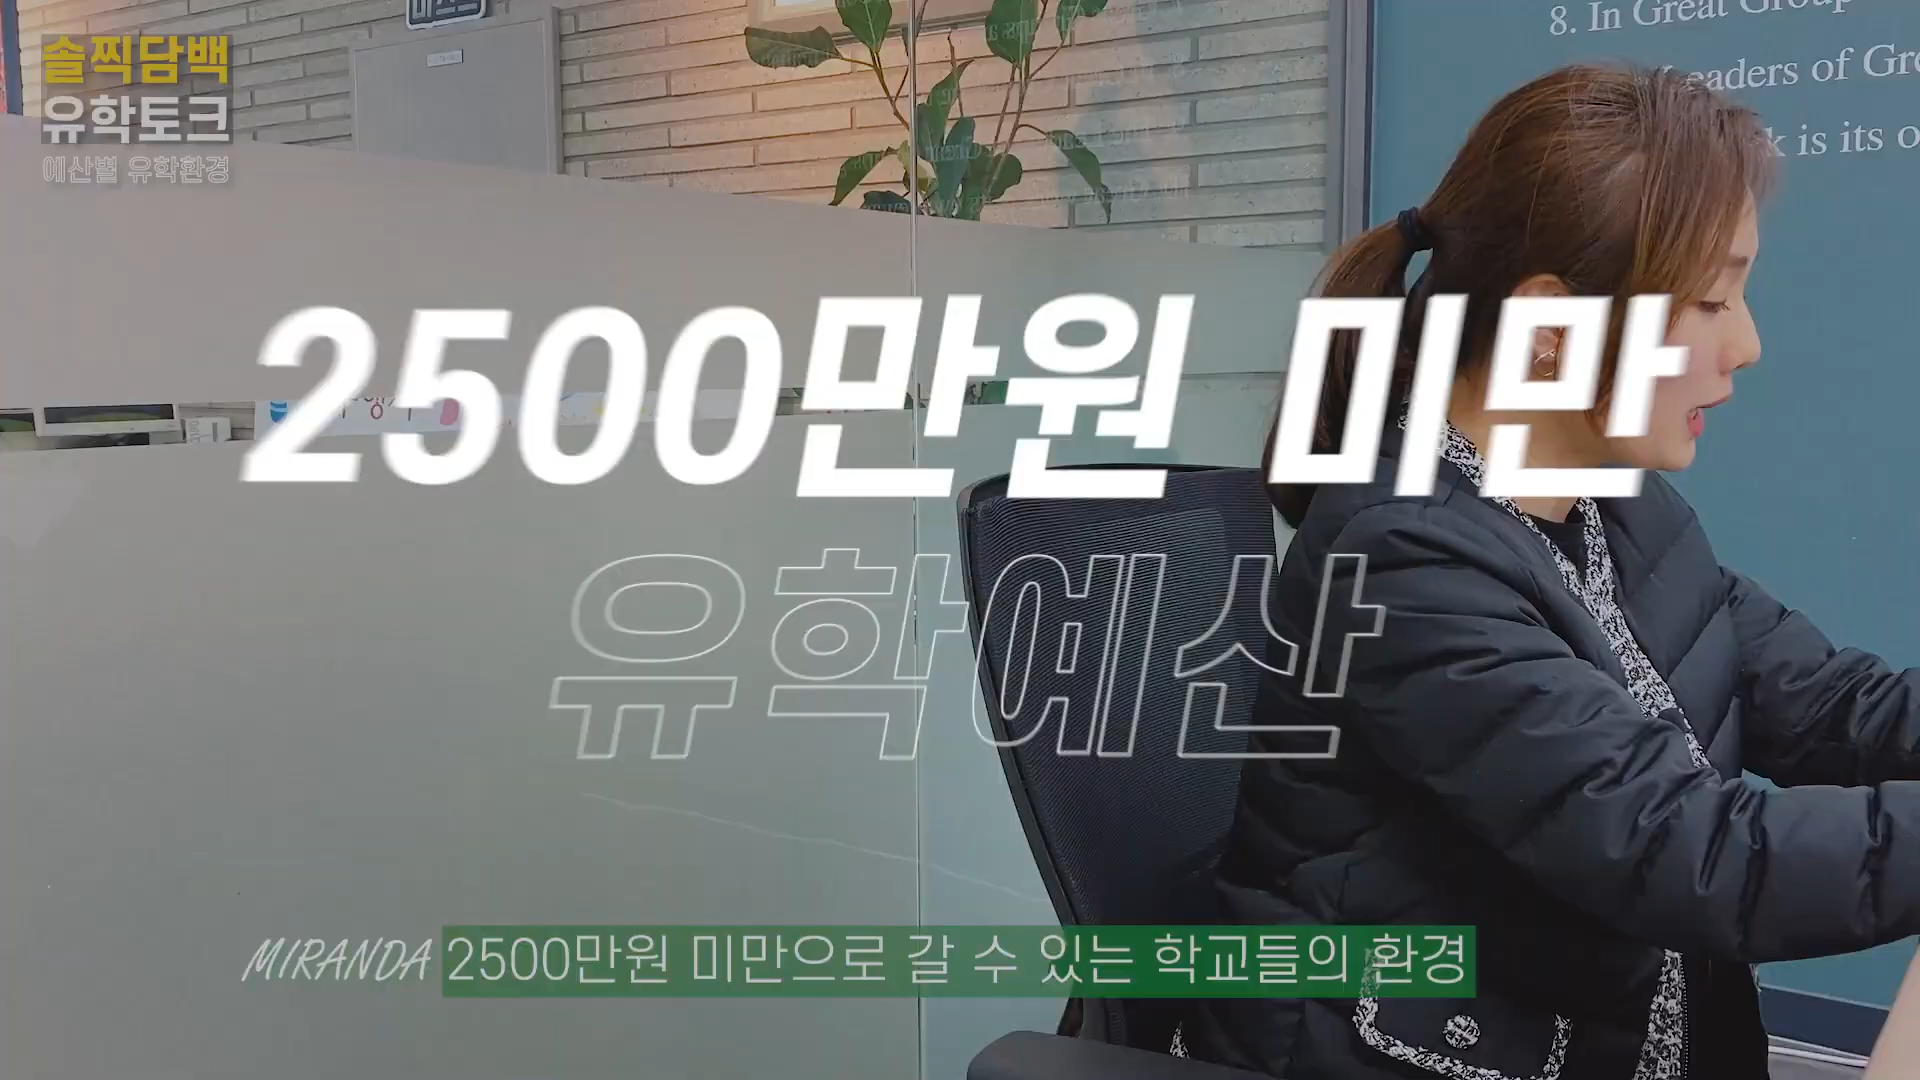 솔찍담백
유학토크
예산별 유학환경
8. In Great Group
Leaders of Gre
k is its o
2500만원 미만
유학예산
MIRANDA 2500만원 미만으로 갈 수 있는 학교들의 환경